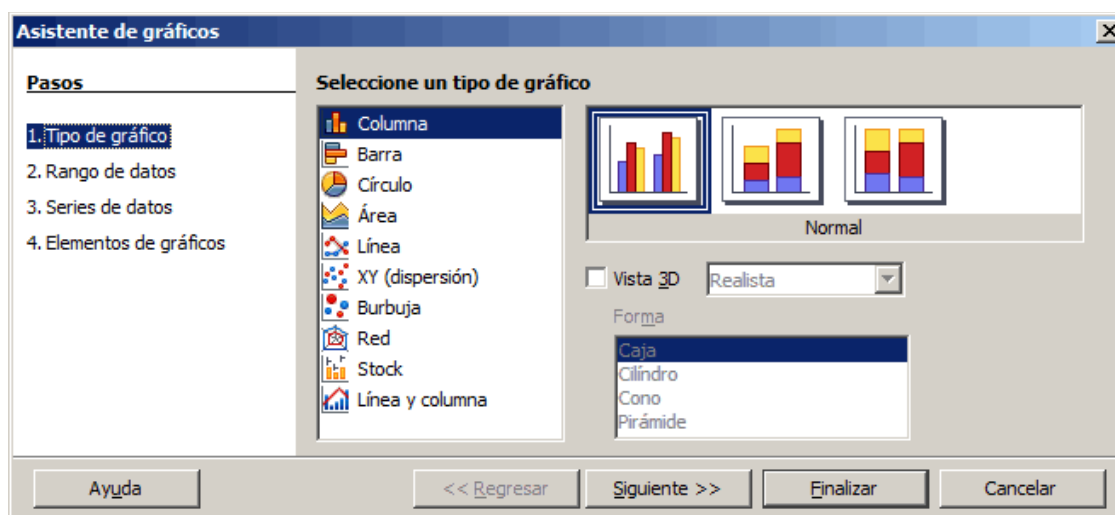 Asistente de gráficos
Pasos
1. Tipo de gráfico
2. Rango de datos
3. Series de datos
4. Elementos de gráficos
Seleccione un tipo de gráfico
Columna
Barra
Círculo
Área
Línea
XY (dispersión)
Burbuja
Red
Stock
Línea y columna
Normal
Vista 3D
Realista
Forma
Caja
Cilíndro
Cono
Pirámide
Ayuda
<< Regresar
Siguiente >>
Finalizar
Cancelar